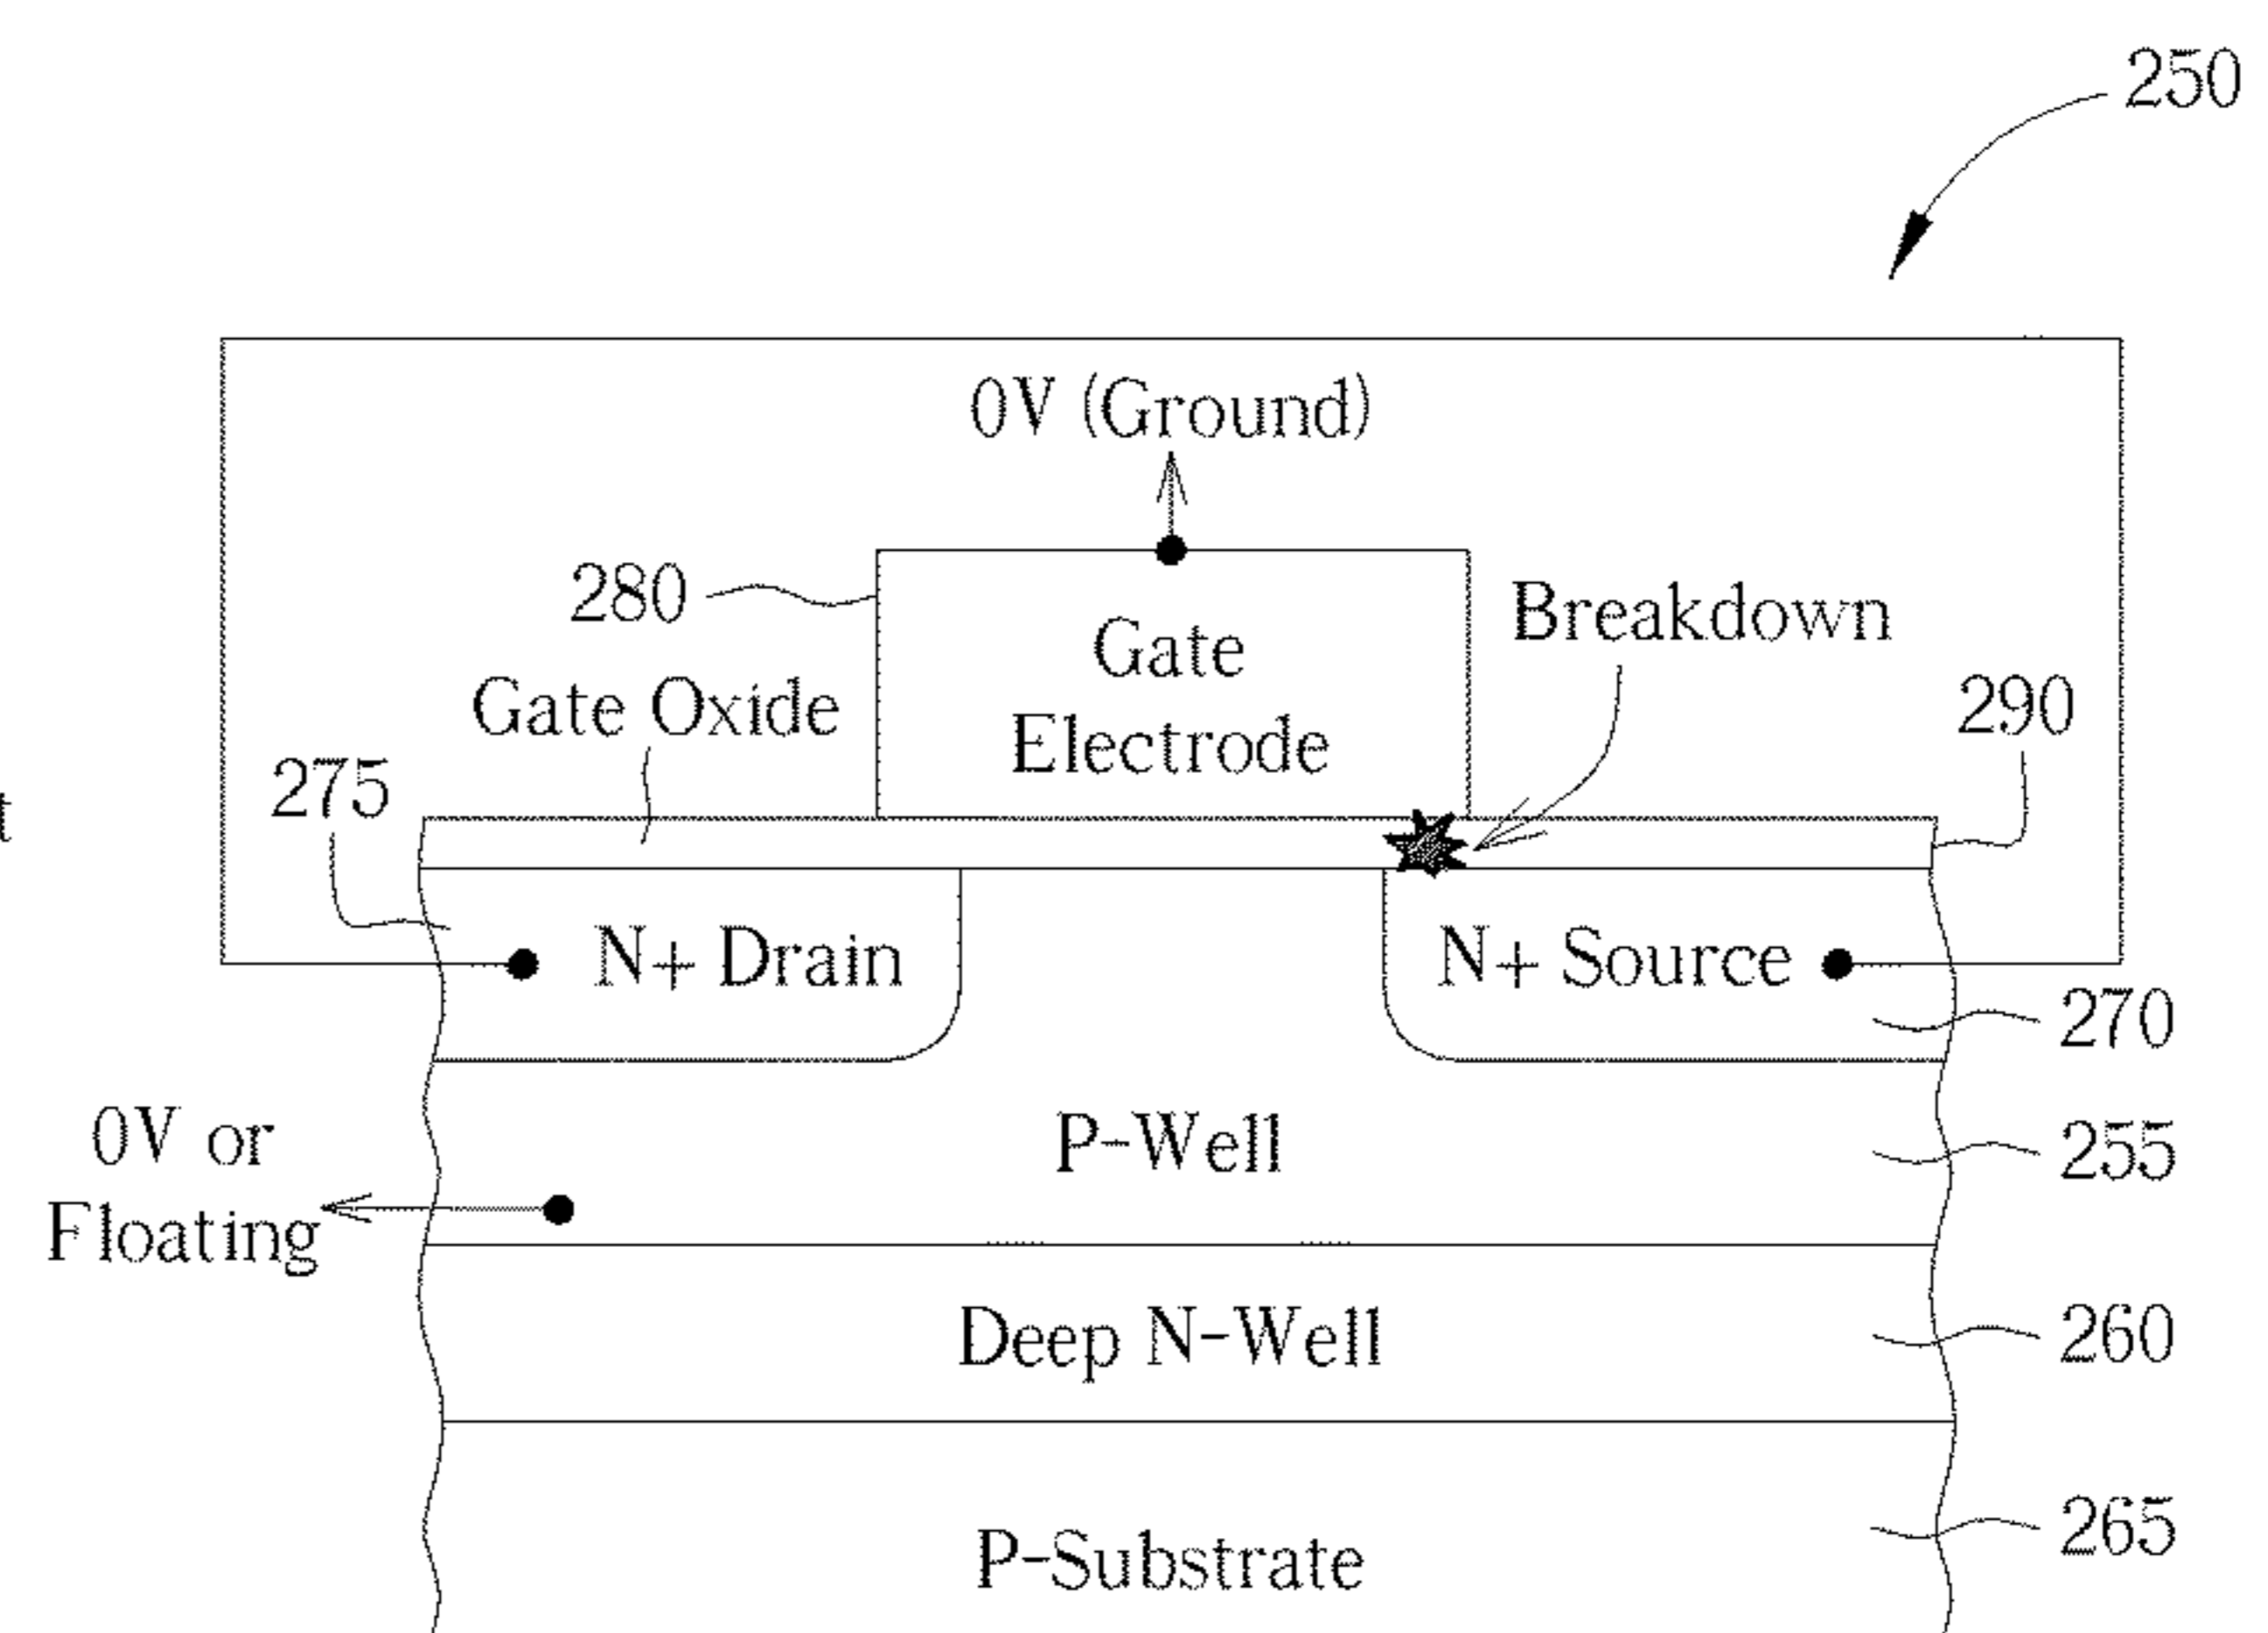 250
0V (Ground)
280
Gate
Electrode
Breakdown
Gate Oxide
290
275
t
N+ Drain
N+ Source
270
0V or
Floating
P-Well
255
Deep N-Well
260
P-Substrate
265